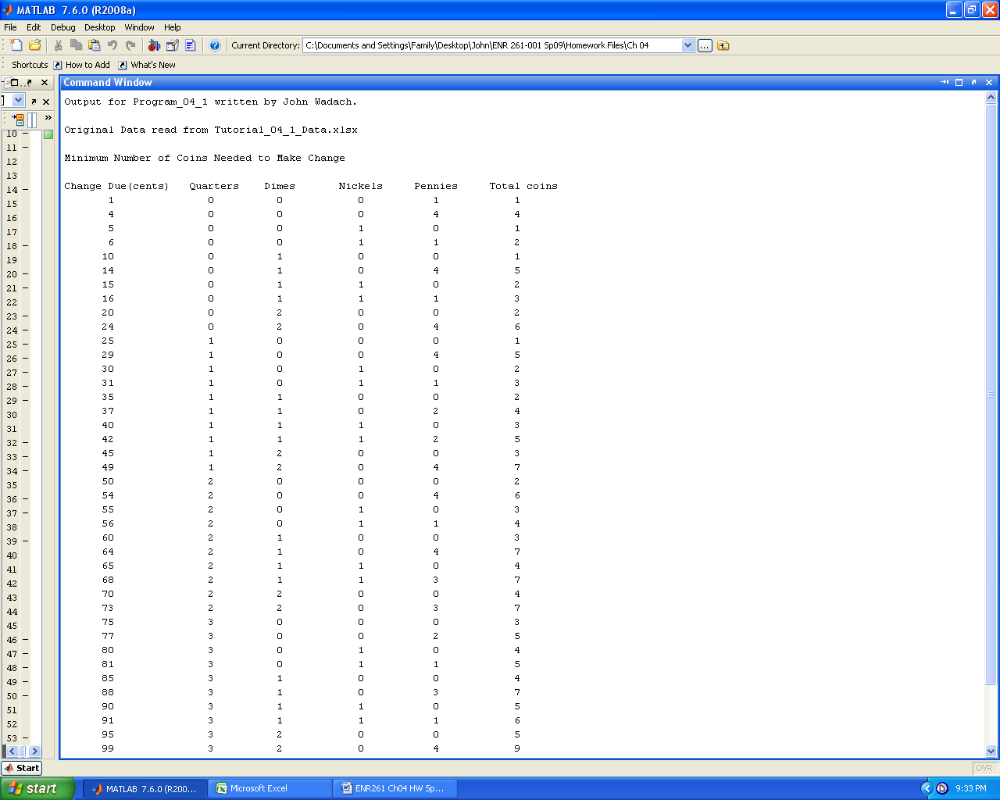 MATLAB 7.6.0 (R2008a)
File Edit Debug Desktop Window Help
Current Directory: C:\Documents and Settings\Family\Desktop\John\ENR 261-001 Sp09\Homework Files\Ch 04 ...
Shortcuts How to Add What's New
Command Window
Output for Program_04_1 written by John Wadach.
Original Data read from Tutorial_04_1_Data.xlsx
Minimum Number of Coins Needed to Make Change
Change Due(cents) Quarters Dimes Nickels Pennies Total coins
1 0 0 0 1 1
4 0 0 0 4 4
5 0 0 1 0 1
6 0 0 1 1 2
10 0 1 0 0 1
14 0 1 0 4 5
15 0 1 1 0 2
16 0 1 1 1 3
20 0 2 0 0 2
24 0 2 0 4 6
25 1 0 0 0 1
29 1 0 0 4 5
30 1 0 1 0 2
31 1 0 1 1 3
35 1 1 0 0 2
37 1 1 0 2 4
40 1 1 1 0 3
42 1 1 1 2 5
45 1 2 0 0 3
49 1 2 0 4 7
50 2 0 0 0 2
54 2 0 0 4 6
55 2 0 1 0 3
56 2 0 1 1 4
60 2 1 0 0 3
64 2 1 0 4 7
65 2 1 1 0 4
68 2 1 1 3 7
70 2 2 0 0 4
73 2 2 0 3 7
75 3 0 0 0 3
77 3 0 0 2 5
80 3 0 1 0 4
81 3 0 1 1 5
85 3 1 0 0 4
88 3 1 0 3 7
90 3 1 1 0 5
91 3 1 1 1 6
95 3 2 0 0 5
99 3 2 0 4 9
10 –
11 –
12
13
14 –
15 –
16
17
18 –
19
20 –
21 –
22
23 –
24 –
25 –
26 –
27 –
28 –
29 –
30
31
32 –
33 –
34 –
35
36 –
37 –
38
39 –
40
41
42
43
44 –
45
46 –
47 –
48 –
49 –
50 –
51
52
53 –
Start
OVR
start MATLAB 7.6.0 (R200... Microsoft Excel ENR261 Ch04 HW Sp... 9:33 PM